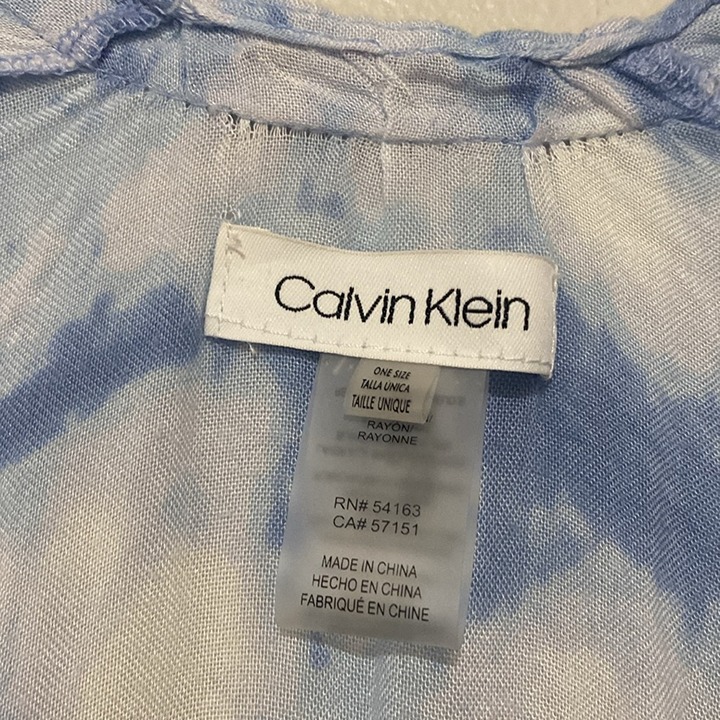 Calvin Klein
ONE SIZE
TALLA UNICA
TAILLE UNIQUE
RAYON/
RAYONNE
RN# 54163
CA# 57151
MADE IN CHINA
HECHO EN CHINA
FABRIQUÉ EN CHINE